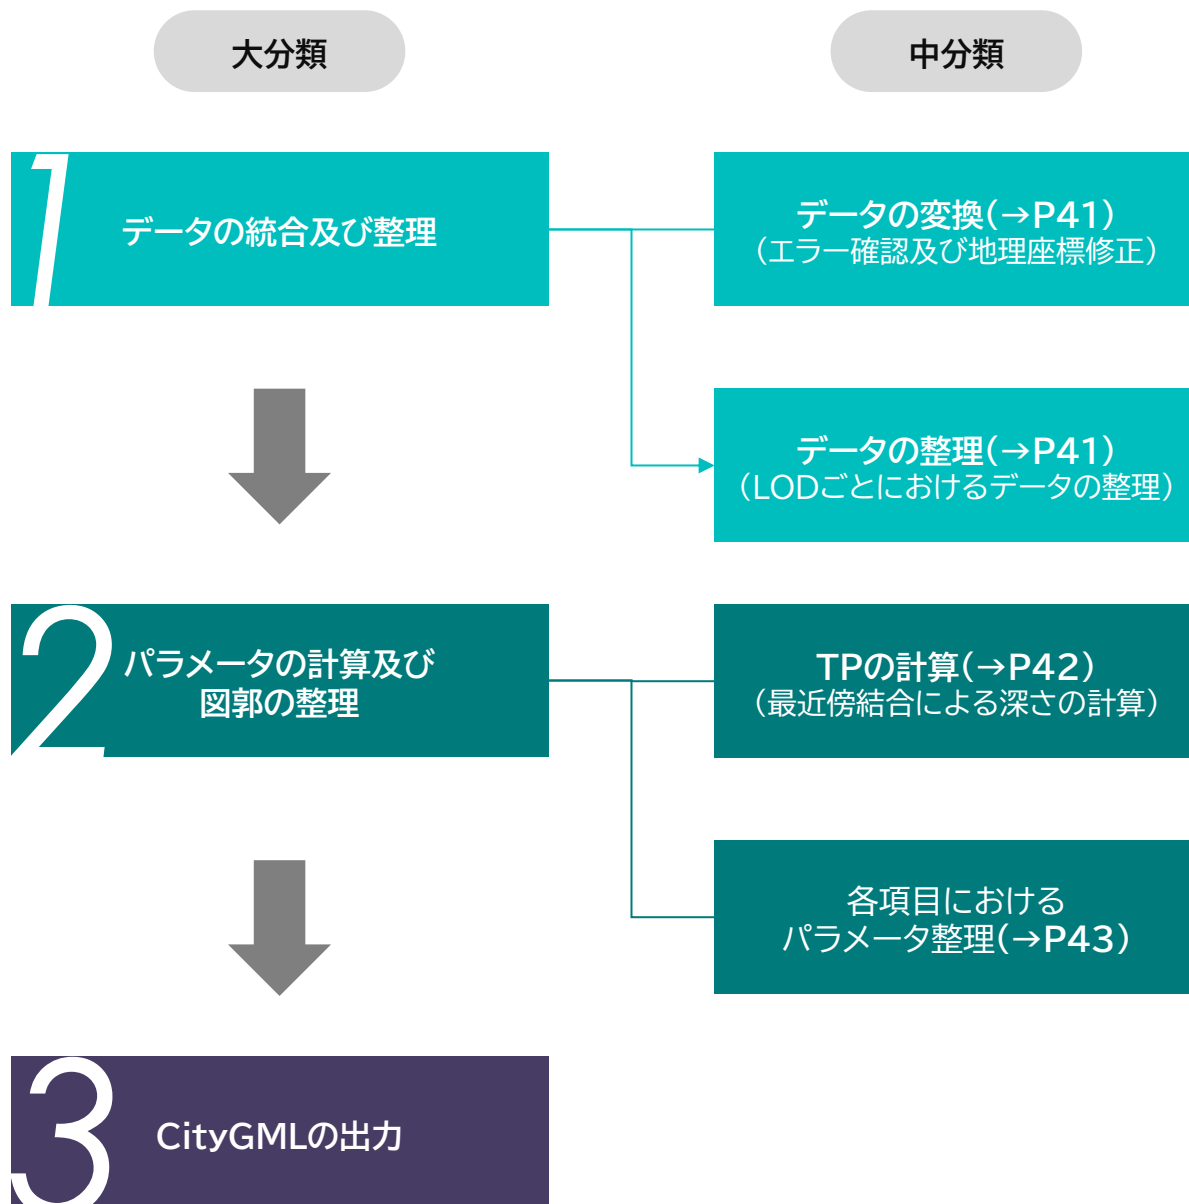 大分類
中分類
1
データの統合及び整理
データの変換(→P41)
（エラー確認及び地理座標修正）
データの整理(→P41)
（LODごとにおけるデータの整理）
2
パラメータの計算及び
図郭の整理
TPの計算(→P42)
（最近傍結合による深さの計算）
各項目における
パラメータ整理(→P43)
3
CityGMLの出力